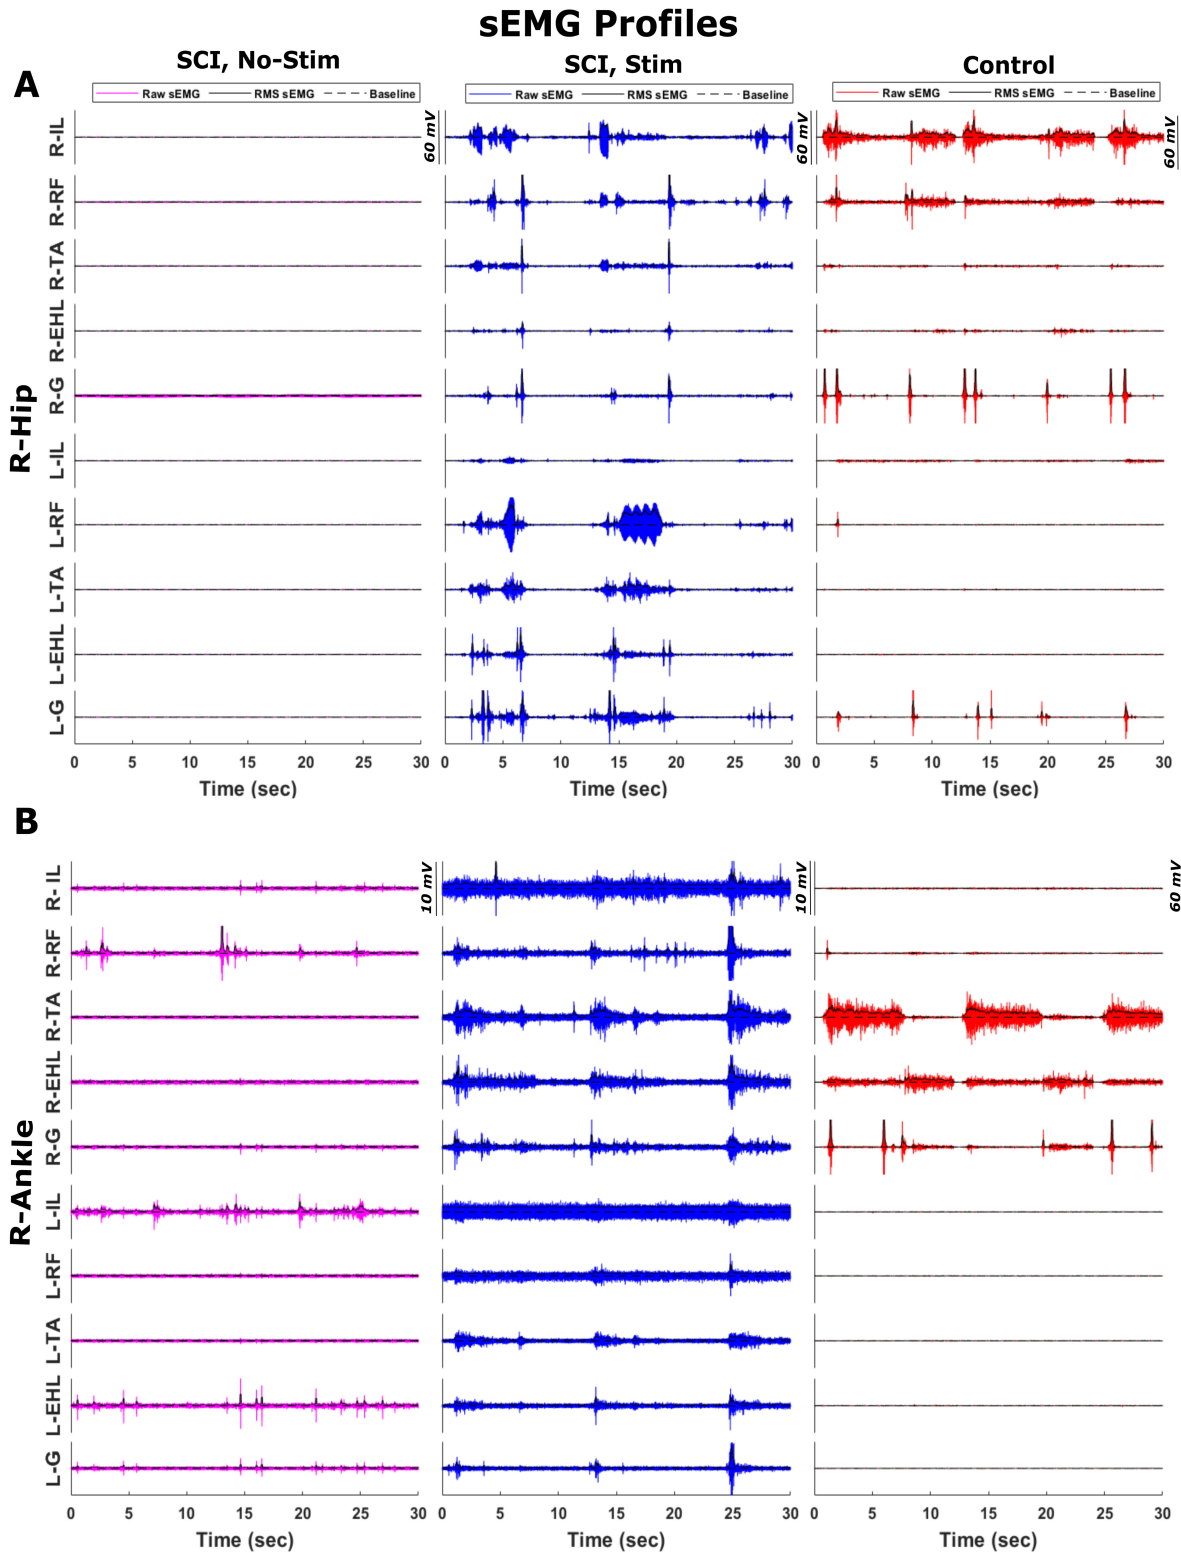 sEMG Profiles
SCI, No-Stim
SCI, Stim
Control
A
Raw sEMG RMS sEMG Baseline
Raw sEMG RMS sEMG Baseline
Raw sEMG RMS sEMG Baseline
R-Hip
R-IL
60 mV
60 mV
60 mV
R-RF
R-TA
R-EHL
R-G
L-IL
L-RF
L-TA
L-EHL
L-G
0 5 10 15 20 25 30
0 5 10 15 20 25 30
0 5 10 15 20 25 30
Time (sec)
Time (sec)
Time (sec)
B
R-Ankle
R- IL
10 mV
10 mV
60 mV
R-RF
R-TA
R-EHL
R-G
L-IL
L-RF
L-TA
L-EHL
L-G
0 5 10 15 20 25 30
0 5 10 15 20 25 30
0 5 10 15 20 25 30
Time (sec)
Time (sec)
Time (sec)